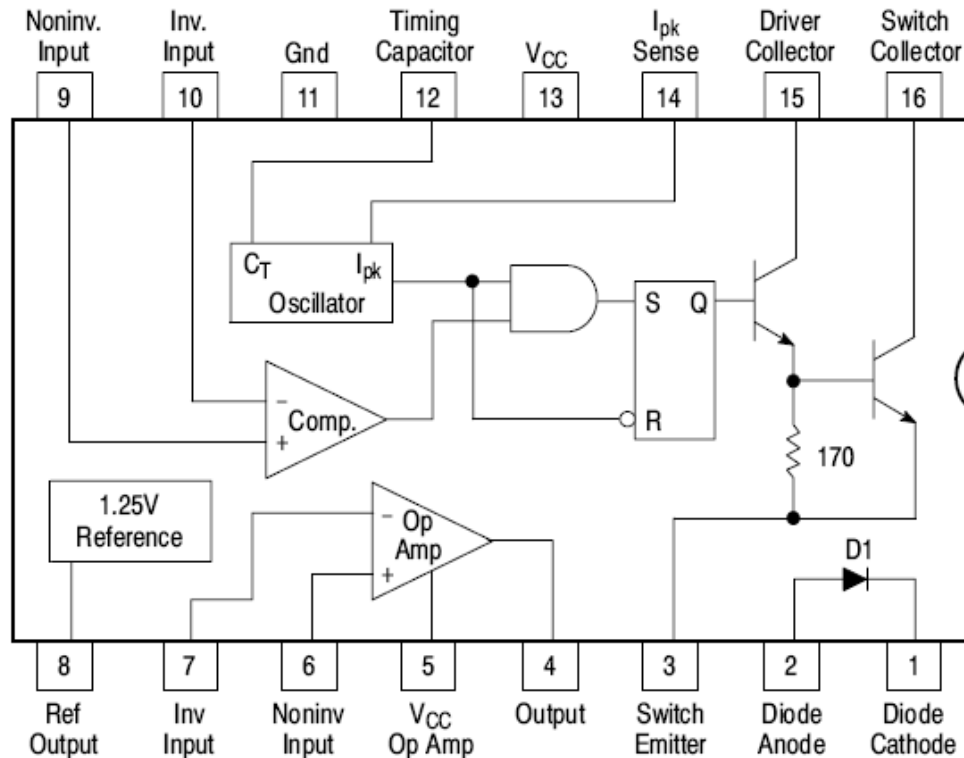 Noninv.
Input
Inv.
Input
Gnd
Timing
Capacitor
VCC
Ipk
Sense
Driver
Collector
Switch
Collector
9
10
11
12
13
14
15
16
CT
Ipk
Oscillator
S
Q
R
−
Comp.
+
170
1.25V
Reference
−
Op
Amp
+
D1
8
7
6
5
4
3
2
1
Ref
Output
Inv
Input
Noninv
Input
VCC
Op Amp
Output
Switch
Emitter
Diode
Anode
Diode
Cathode